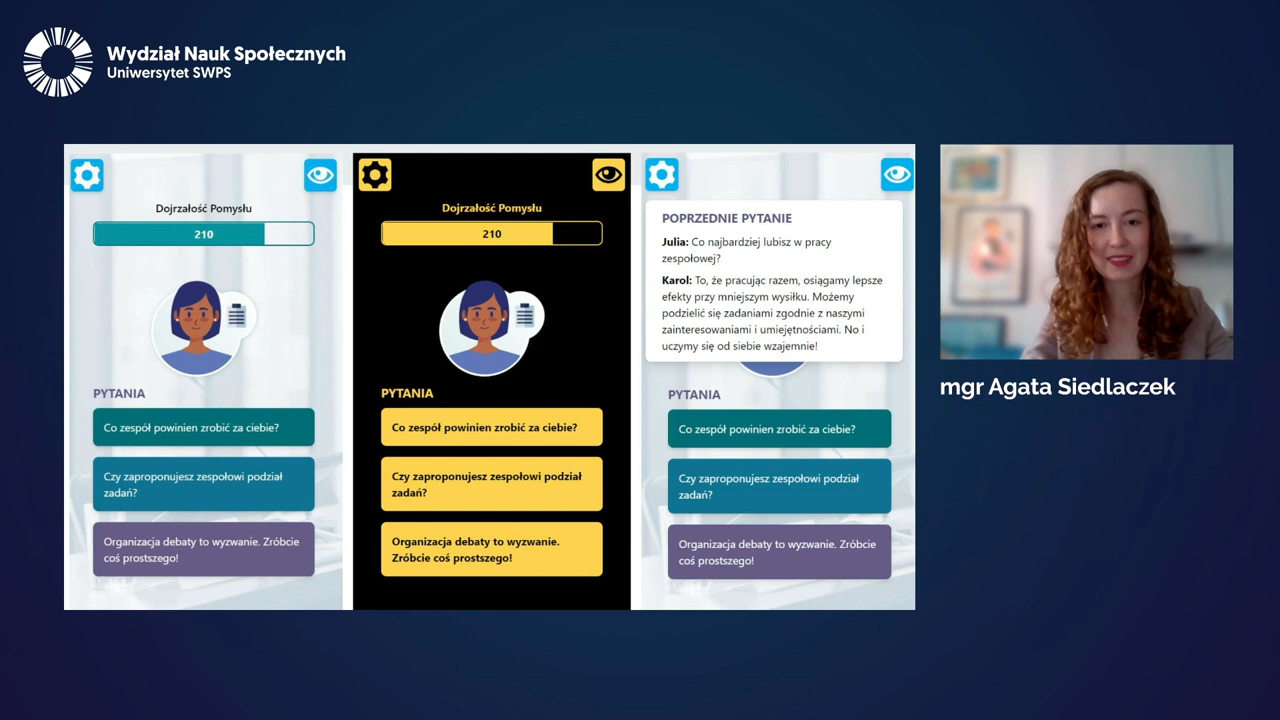 Wydział Nauk Społecznych
Uniwersytet SWPS
Dojrzałość Pomysłu
210
PYTANIA
Co zespół powinien zrobić za ciebie?
Czy zaproponujesz zespołowi podział
zadań?
Organizacja debaty to wyzwanie. Zróbcie
coś prostszego!
Dojrzałość Pomysłu
210
PYTANIA
Co zespół powinien zrobić za ciebie?
Czy zaproponujesz zespołowi podział
zadań?
Organizacja debaty to wyzwanie.
Zróbcie coś prostszego!
POPRZEDNIE PYTANIE
Julia: Co najbardziej lubisz w pracy
zespołowej?
Karol: To, że pracując razem, osiągamy lepsze
efekty przy mniejszym wysiłku. Możemy
podzielić się zadaniami zgodnie z naszymi
zainteresowaniami i umiejętnościami. No i
uczymy się od siebie wzajemnie!
PYTANIA
Co zespół powinien zrobić za ciebie?
Czy zaproponujesz zespołowi podział
zadań?
Organizacja debaty to wyzwanie. Zróbcie
coś prostszego!
mgr Agata Siedlaczek